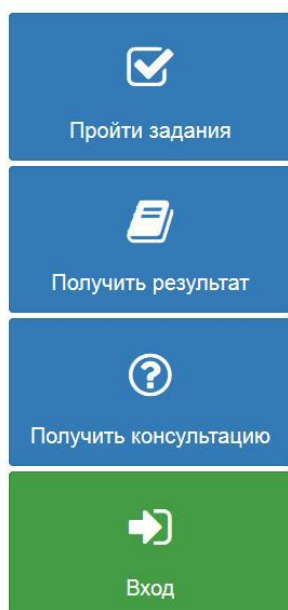 Пройти задания
Получить результат
Получить консультацию
Вход